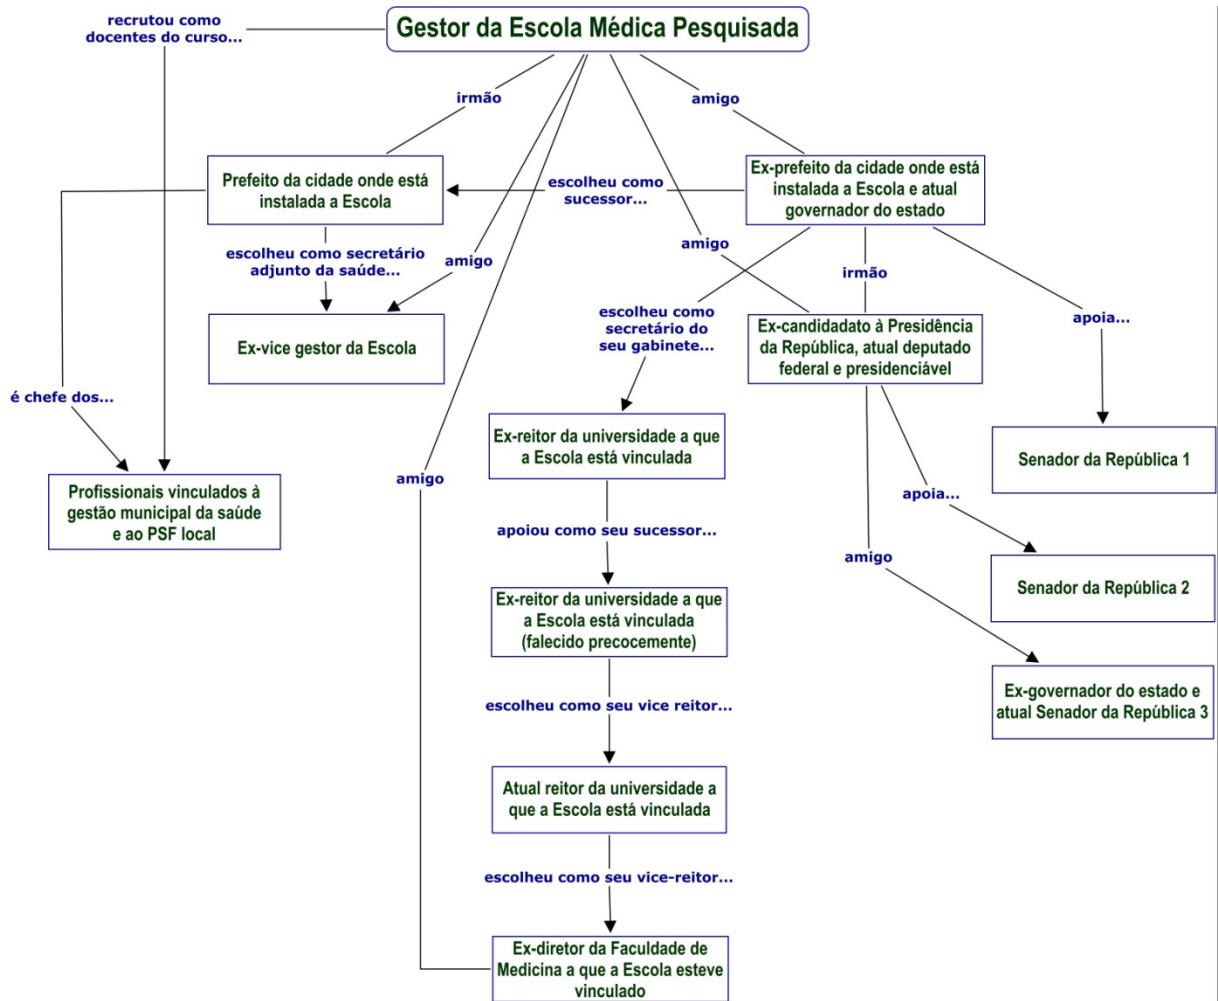 recrutou como
docentes do curso...
Gestor da Escola Médica Pesquisada
irmão
amigo
Prefeito da cidade onde está
instalada a Escola
escolheu como
sucessor...
Ex-prefeito da cidade onde está
instalada a Escola e atual
governador do estado
escolheu como secretário
adjunto da saúde...
amigo
amigo
irmão
Ex-vice gestor da Escola
escolheu como
secretário do
seu gabinete...
Ex-candidadato à Presidência
da República, atual deputado
federal e presidenciável
apoia...
é chefe dos...
Ex-reitor da universidade a que
a Escola está vinculada
Senador da República 1
Profissionais vinculados à
gestão municipal da saúde
e ao PSF local
amigo
apoia...
apoiou como seu sucessor...
amigo
Senador da República 2
Ex-reitor da universidade a que
a Escola está vinculada
(falecido precocemente)
escolheu como seu vice reitor...
Ex-governador do estado e
atual Senador da República 3
Atual reitor da universidade a
que a Escola está vinculada
escolheu como seu vice-reitor...
Ex-diretor da Faculdade de
Medicina a que a Escola esteve
vinculado